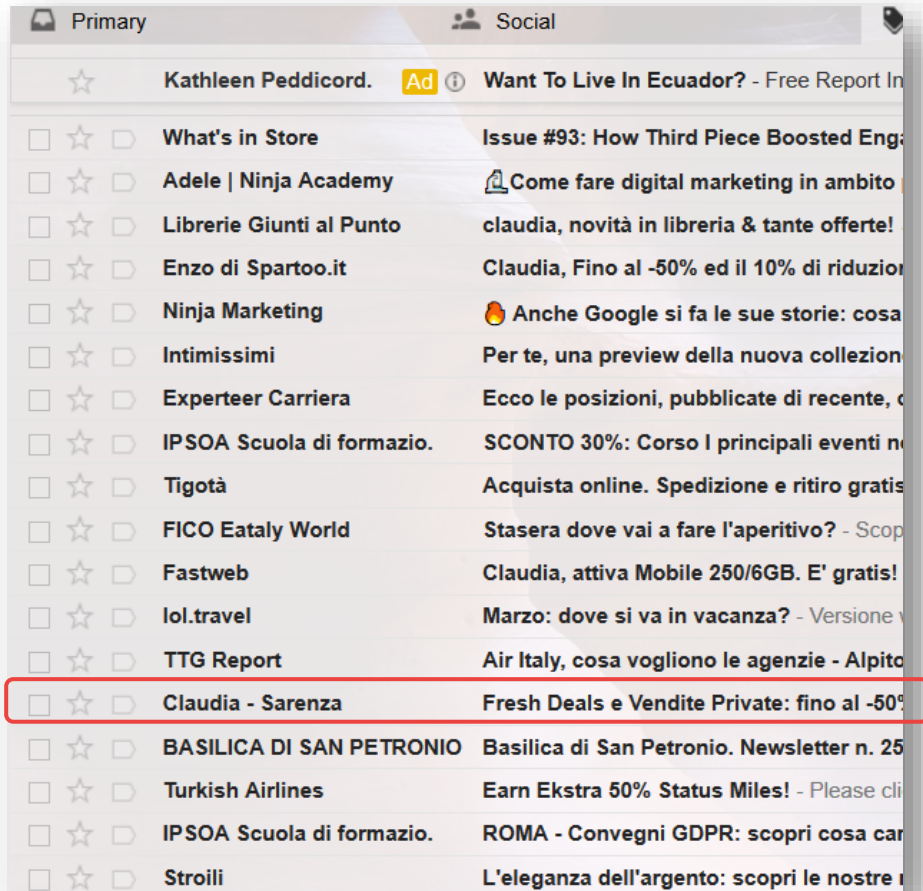 Primary Social
Kathleen Peddicord. Ad Want To Live In Ecuador? - Free Report In
What's in Store Issue #93: How Third Piece Boosted Enga
Adele | Ninja Academy Come fare digital marketing in ambito
Librerie Giunti al Punto claudia, novità in libreria & tante offerte!
Enzo di Spartoo.it Claudia, Fino al -50% ed il 10% di riduzion
Ninja Marketing Anche Google si fa le sue storie: cosa
Intimissimi Per te, una preview della nuova collezion
Experteer Carriera Ecco le posizioni, pubblicate di recente,
IPSOA Scuola di formazio. SCONTO 30%: Corso I principali eventi n
Tigotà Acquista online. Spedizione e ritiro gratis
FICO Eataly World Stasera dove vai a fare l'aperitivo? - Scop
Fastweb Claudia, attiva Mobile 250/6GB. E' gratis!
lol.travel Marzo: dove si va in vacanza? - Versione
TTG Report Air Italy, cosa vogliono le agenzie - Alpito
Claudia - Sarenza Fresh Deals e Vendite Private: fino al -50%
BASILICA DI SAN PETRONIO Basilica di San Petronio. Newsletter n. 25
Turkish Airlines Earn Ekstra 50% Status Miles! - Please cli
IPSOA Scuola di formazio. ROMA - Convegni GDPR: scopri cosa car
Stroili L'eleganza dell'argento: scopri le nostre